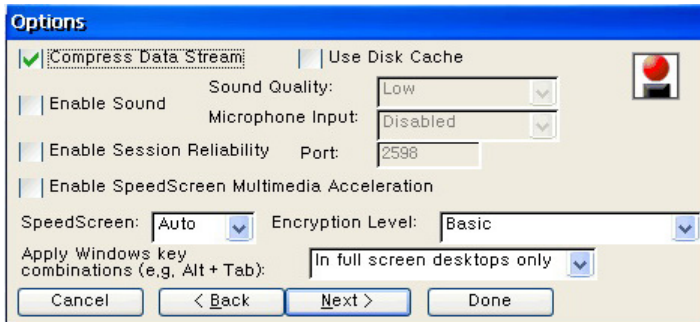 Options
Compress Data Stream Use Disk Cache
Enable Sound Sound Quality: Low
Microphone Input: Disabled
Enable Session Reliability Port: 2598
Enable SpeedScreen Multimedia Acceleration
SpeedScreen: Auto Encryption Level: Basic
Apply Windows key
combinations (e,g, Alt + Tab): In full screen desktops only
Cancel < Back Next > Done